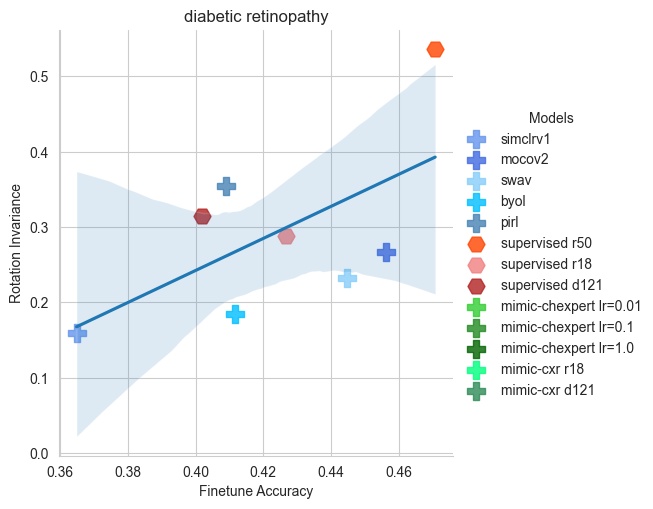 diabetic retinopathy
Rotation Invariance
0.5
0.4
0.3
0.2
0.1
0.0
0.36
0.38
0.40
0.42
0.44
0.46
Finetune Accuracy
Models
simclrv1
mocov2
swav
byol
pirl
supervised r50
supervised r18
supervised d121
mimic-chexpert lr=0.01
mimic-chexpert lr=0.1
mimic-chexpert lr=1.0
mimic-cxr r18
mimic-cxr d121